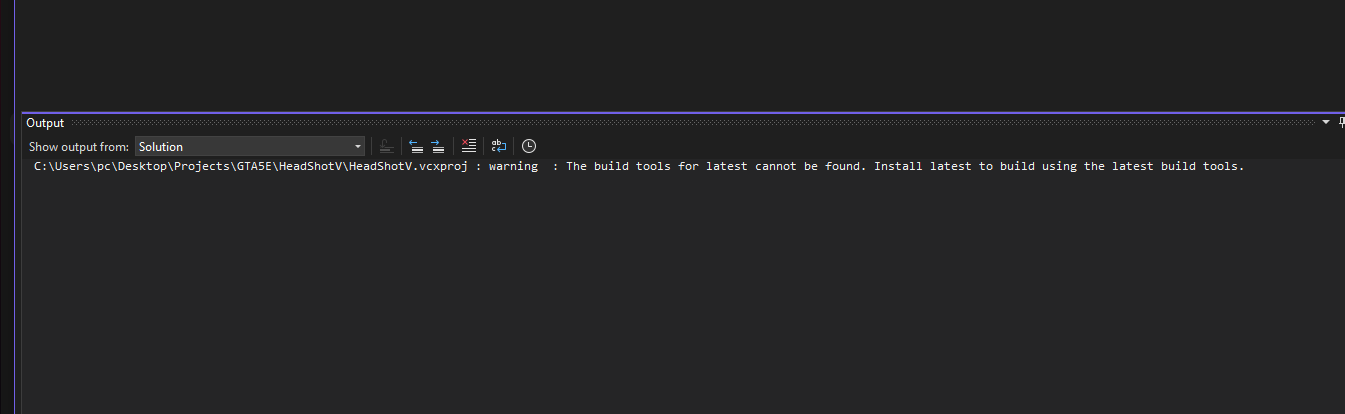 Output
Show output from: Solution
C:\Users\pc\Desktop\Projects\GTA5E\HeadShotV\HeadShotV.vcxproj : warning  : The build tools for latest cannot be found. Install latest to build using the latest build tools.